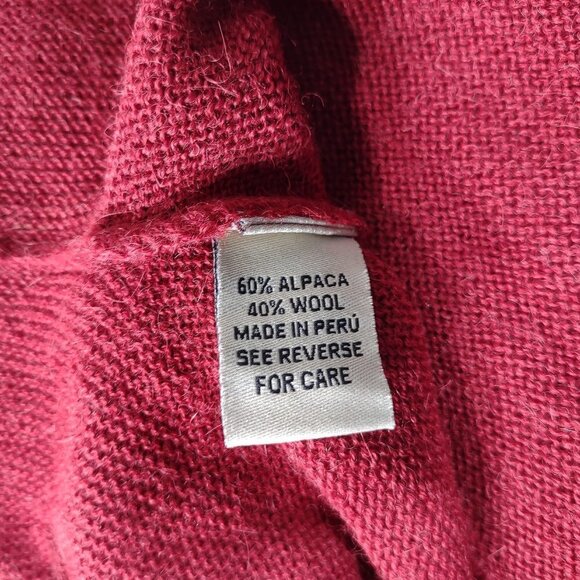 60% ALPACA
40% WOOL
MADE IN PERÚ
SEE REVERSE
FOR CARE